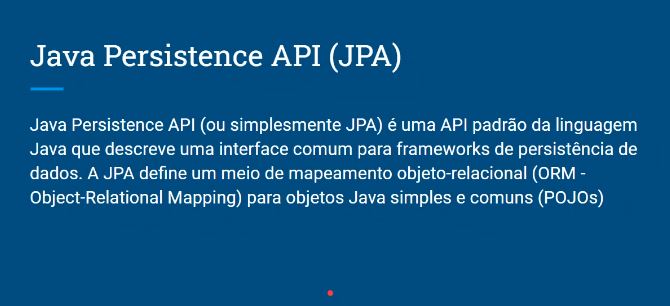 Java Persistence API (JPA)
Java Persistence API (ou simplesmente JPA) é uma API padrão da linguagem
Java que descreve uma interface comum para frameworks de persistência de
dados. A JPA define um meio de mapeamento objeto-relacional (ORM -
Object-Relational Mapping) para objetos Java simples e comuns (POJOs)